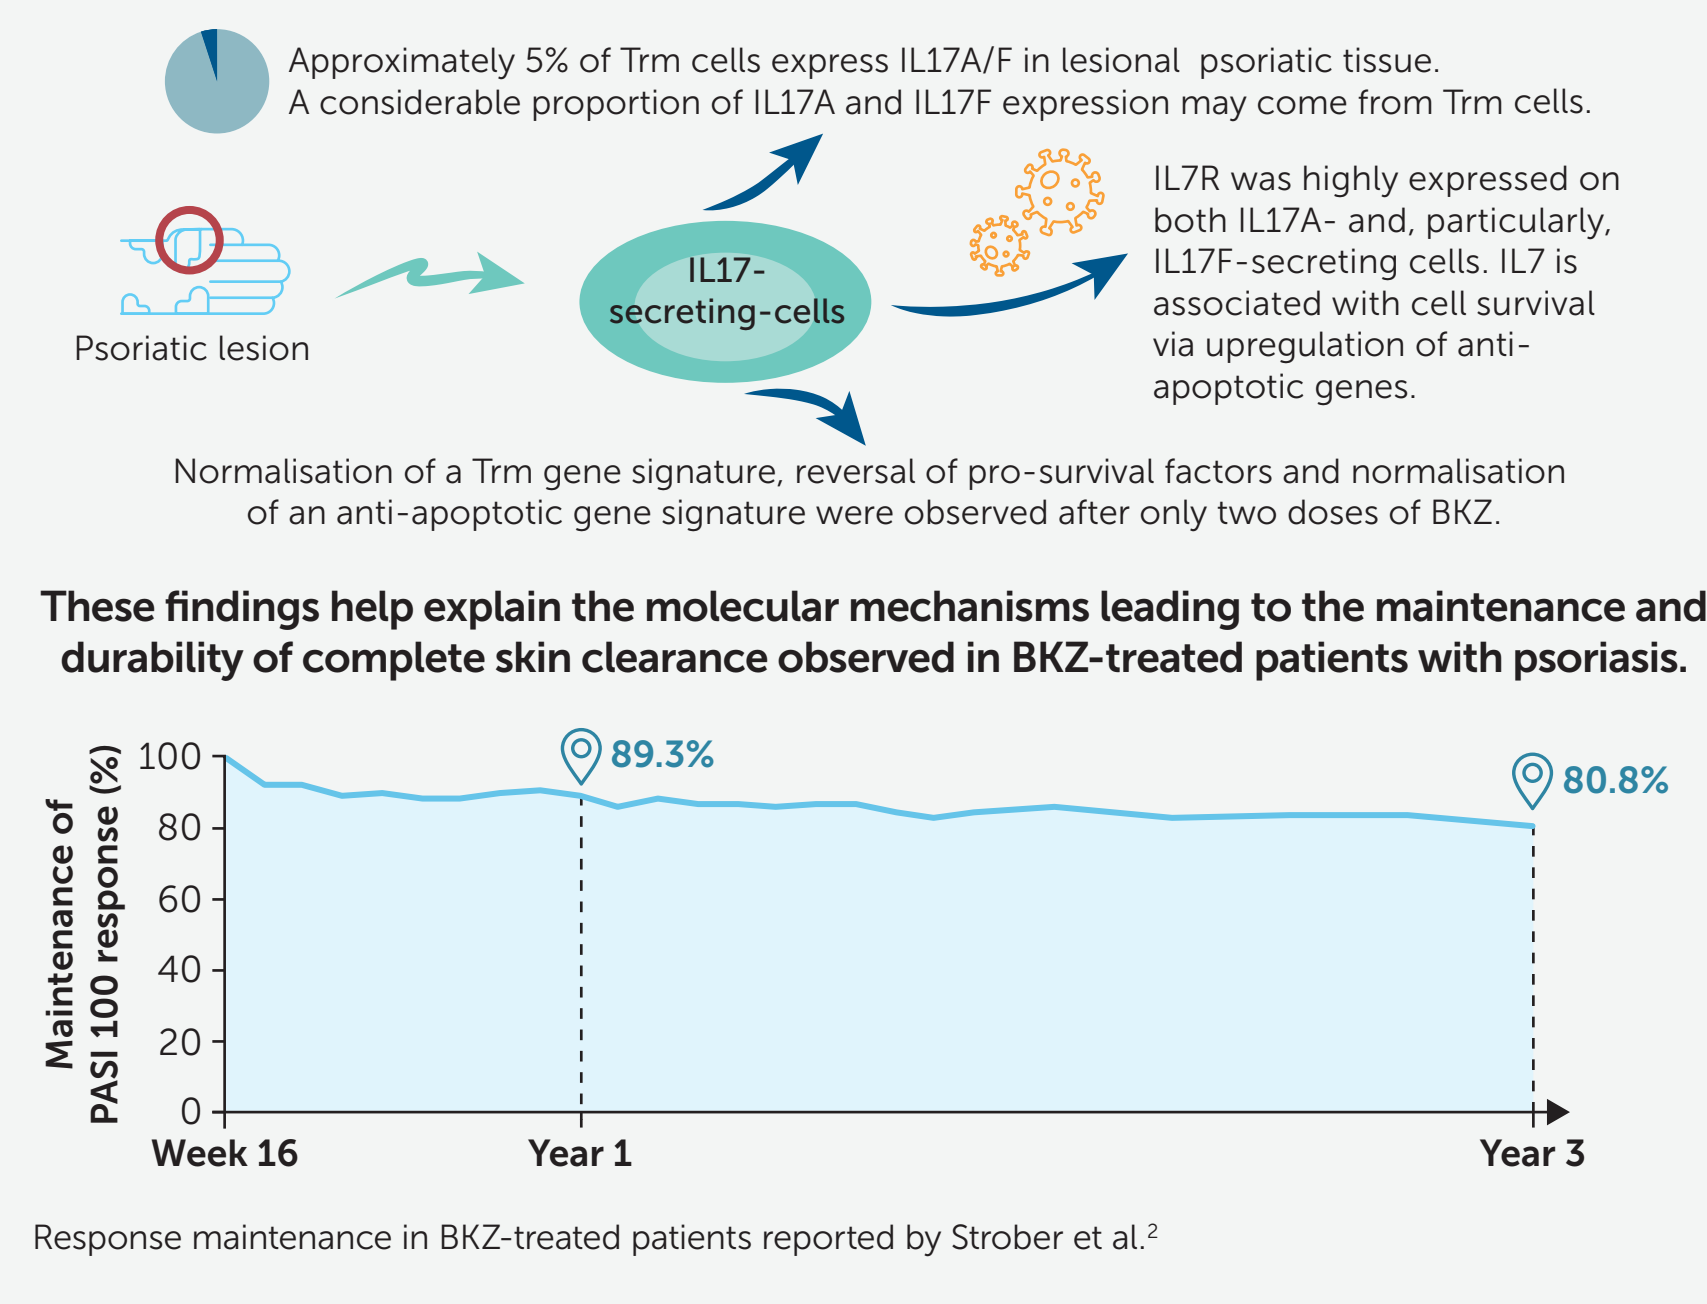 Approximately 5% of Trm cells express IL17A/F in lesional psoriatic tissue.
A considerable proportion of IL17A and IL17F expression may come from Trm cells.
Psoriatic lesion
IL17-
secreting-cells
IL7R was highly expressed on
both IL17A- and, particularly,
IL17F-secreting cells. IL7 is
associated with cell survival
via upregulation of anti-
apoptotic genes.
Normalisation of a Trm gene signature, reversal of pro-survival factors and normalisation
of an anti-apoptotic gene signature were observed after only two doses of BKZ.
These findings help explain the molecular mechanisms leading to the maintenance and
durability of complete skin clearance observed in BKZ-treated patients with psoriasis.
Maintenance of
PASI 100 response (%)
100
80
60
40
20
0
89.3%
80.8%
Week 16
Year 1
Year 3
Response maintenance in BKZ-treated patients reported by Strober et al.²